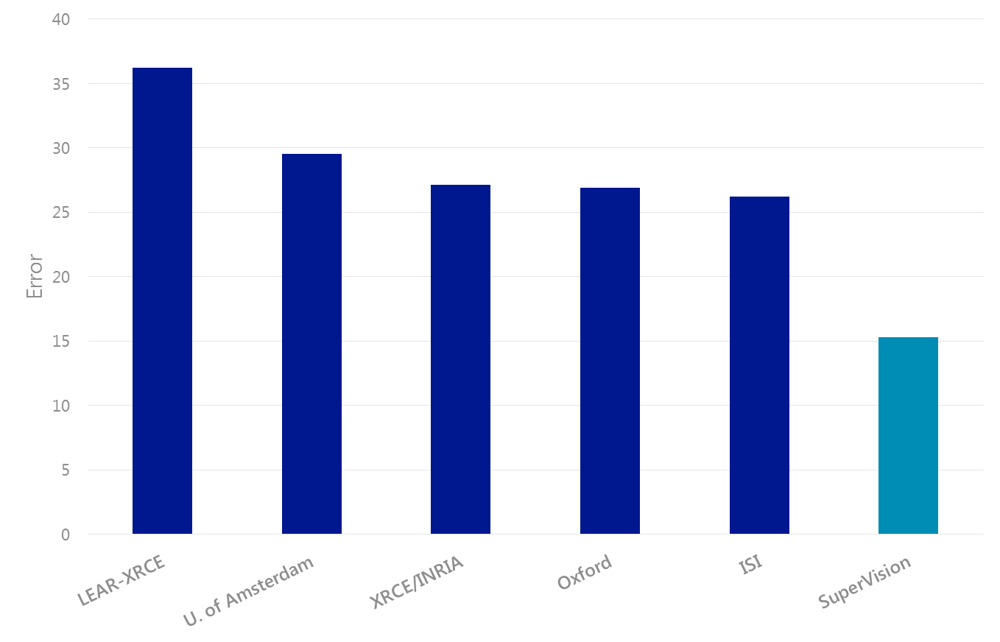 40
35
30
25
20
15
10
5
0
Error
LEAR-XRCE
U. of Amsterdam
XRCE/INRIA
Oxford
ISI
SuperVision